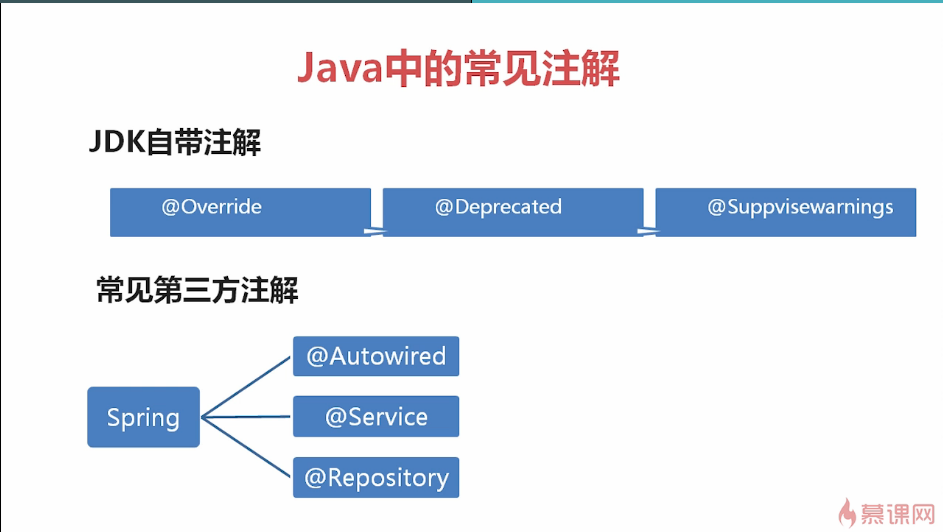 Java中的常见注解
JDK自带注解
@Override
@Deprecated
@Suppvisewarnings
常见第三方注解
Spring
@Autowired
@Service
@Repository
慕课网